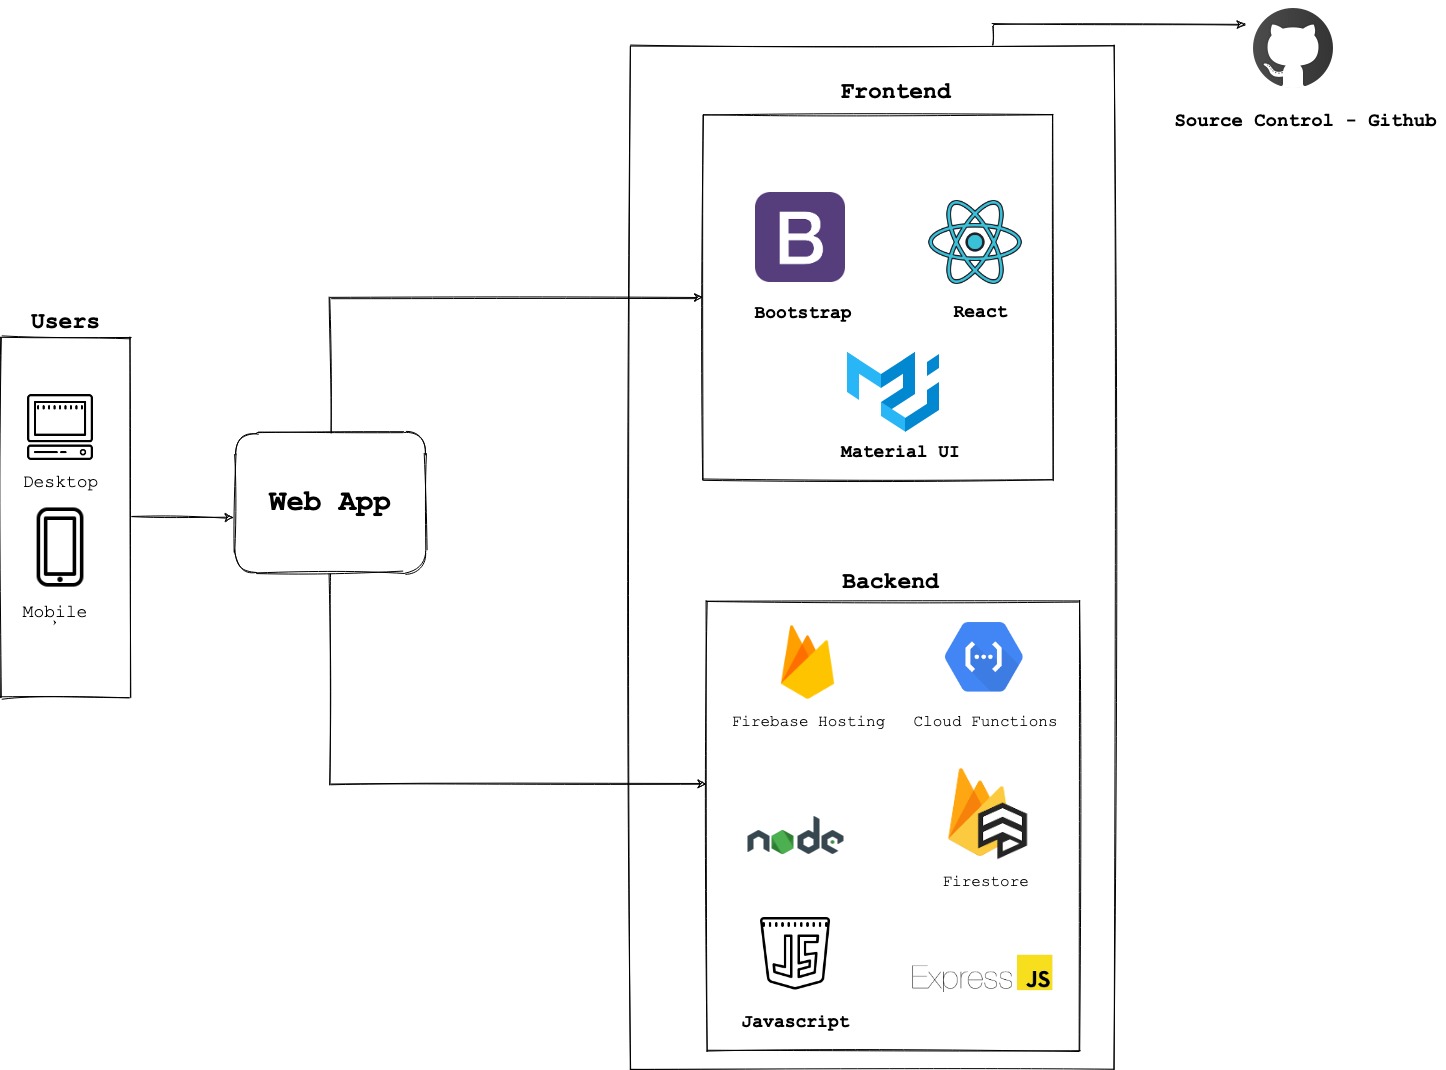 Source Control - Github
Frontend
B
Bootstrap
React
Material UI
Users
Desktop
Mobile
Web App
Backend
Firebase Hosting
Cloud Functions
node
Firestore
JS
Javascript
Express JS